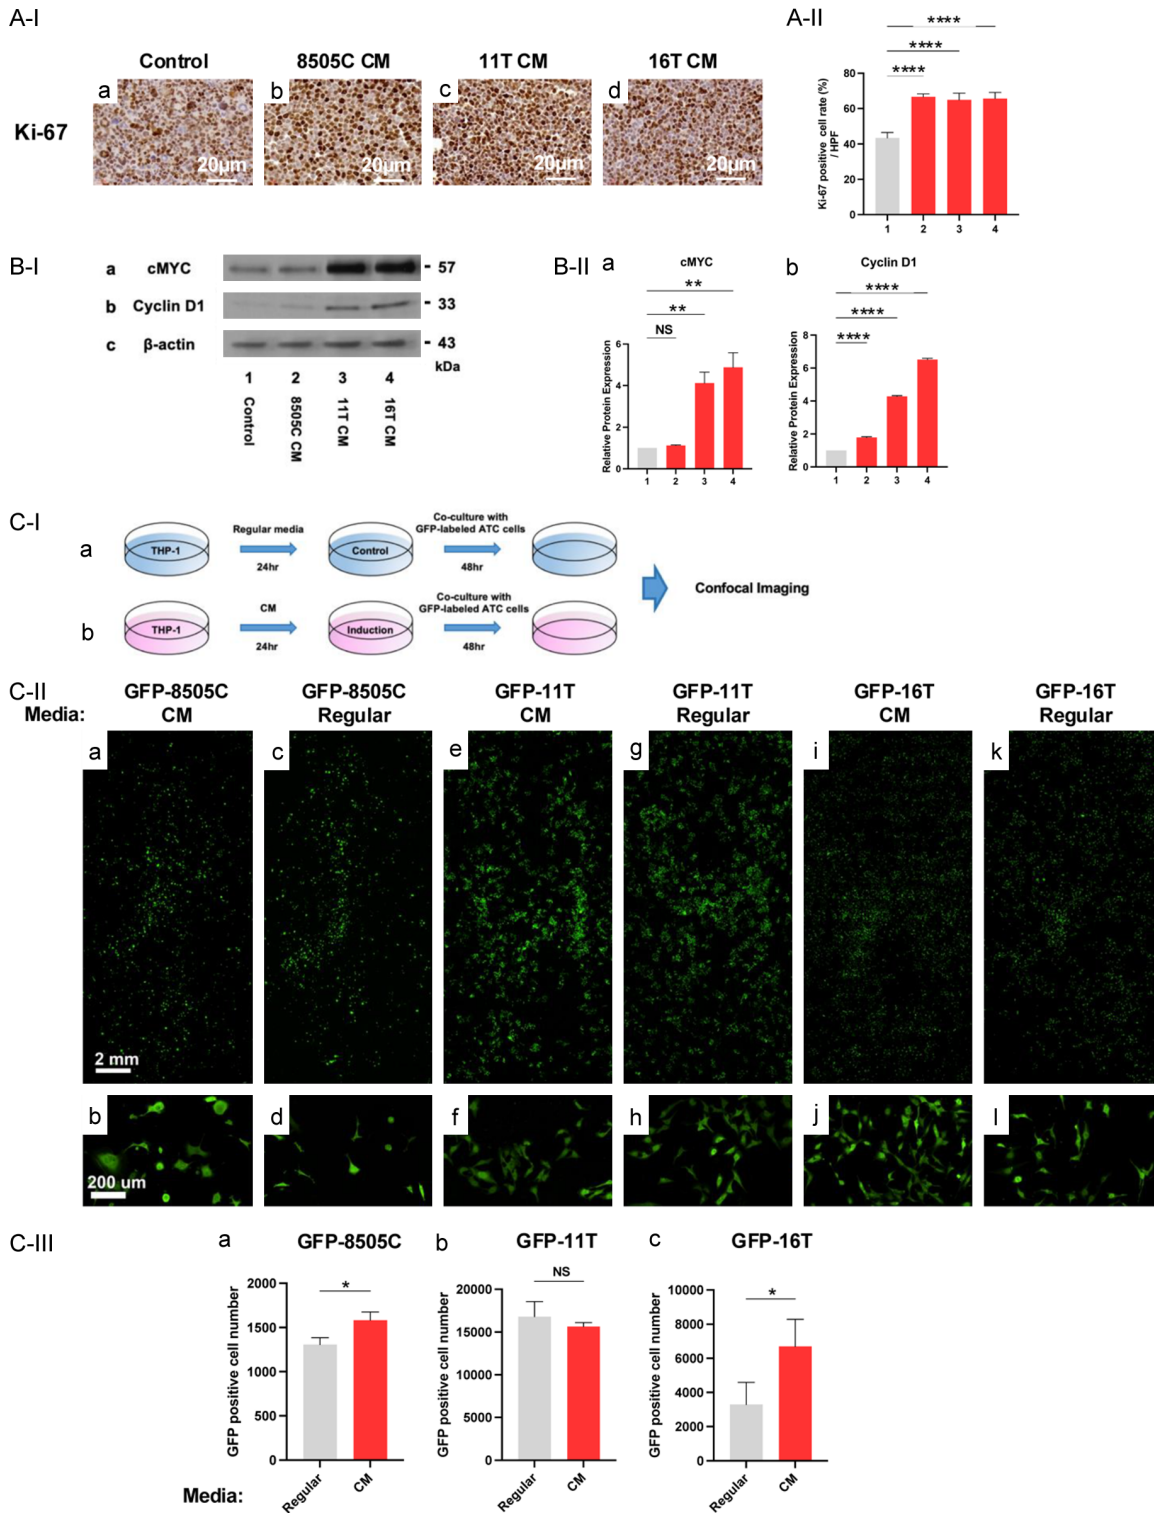 A-I
A-II
Control
8505C CM
11T CM
16T CM
a
b
c
d
Ki-67
20µm
20µm
20µm
20µm
****
****
****
Ki-67 positive cell rate (%)
/ HPF
80
60
40
20
0
1
2
3
4
B-I
a
cMYC
57
b
Cyclin D1
33
c
β-actin
43
kDa
1
2
3
4
Control
8505C CM
11T CM
16T CM
B-II
a
cMYC
**
**
NS
Relative Protein Expression
6
4
2
0
1
2
3
4
b
Cyclin D1
****
****
****
Relative Protein Expression
8
6
4
2
0
1
2
3
4
C-I
a
THP-1
Regular media
24hr
Control
Co-culture with
GFP-labeled ATC cells
48hr
Confocal Imaging
b
THP-1
CM
24hr
Induction
Co-culture with
GFP-labeled ATC cells
48hr
C-II
GFP-8505C
GFP-8505C
GFP-11T
GFP-11T
GFP-16T
GFP-16T
Media:
CM
Regular
CM
Regular
CM
Regular
a
c
e
g
i
k
2 mm
b
d
f
h
j
l
200 um
C-III
a
GFP-8505C
*
GFP positive cell number
2000
1500
1000
500
0
Regular
CM
b
GFP-11T
NS
GFP positive cell number
20000
15000
10000
5000
0
Regular
CM
c
GFP-16T
*
GFP positive cell number
10000
8000
6000
4000
2000
0
Regular
CM
Media: